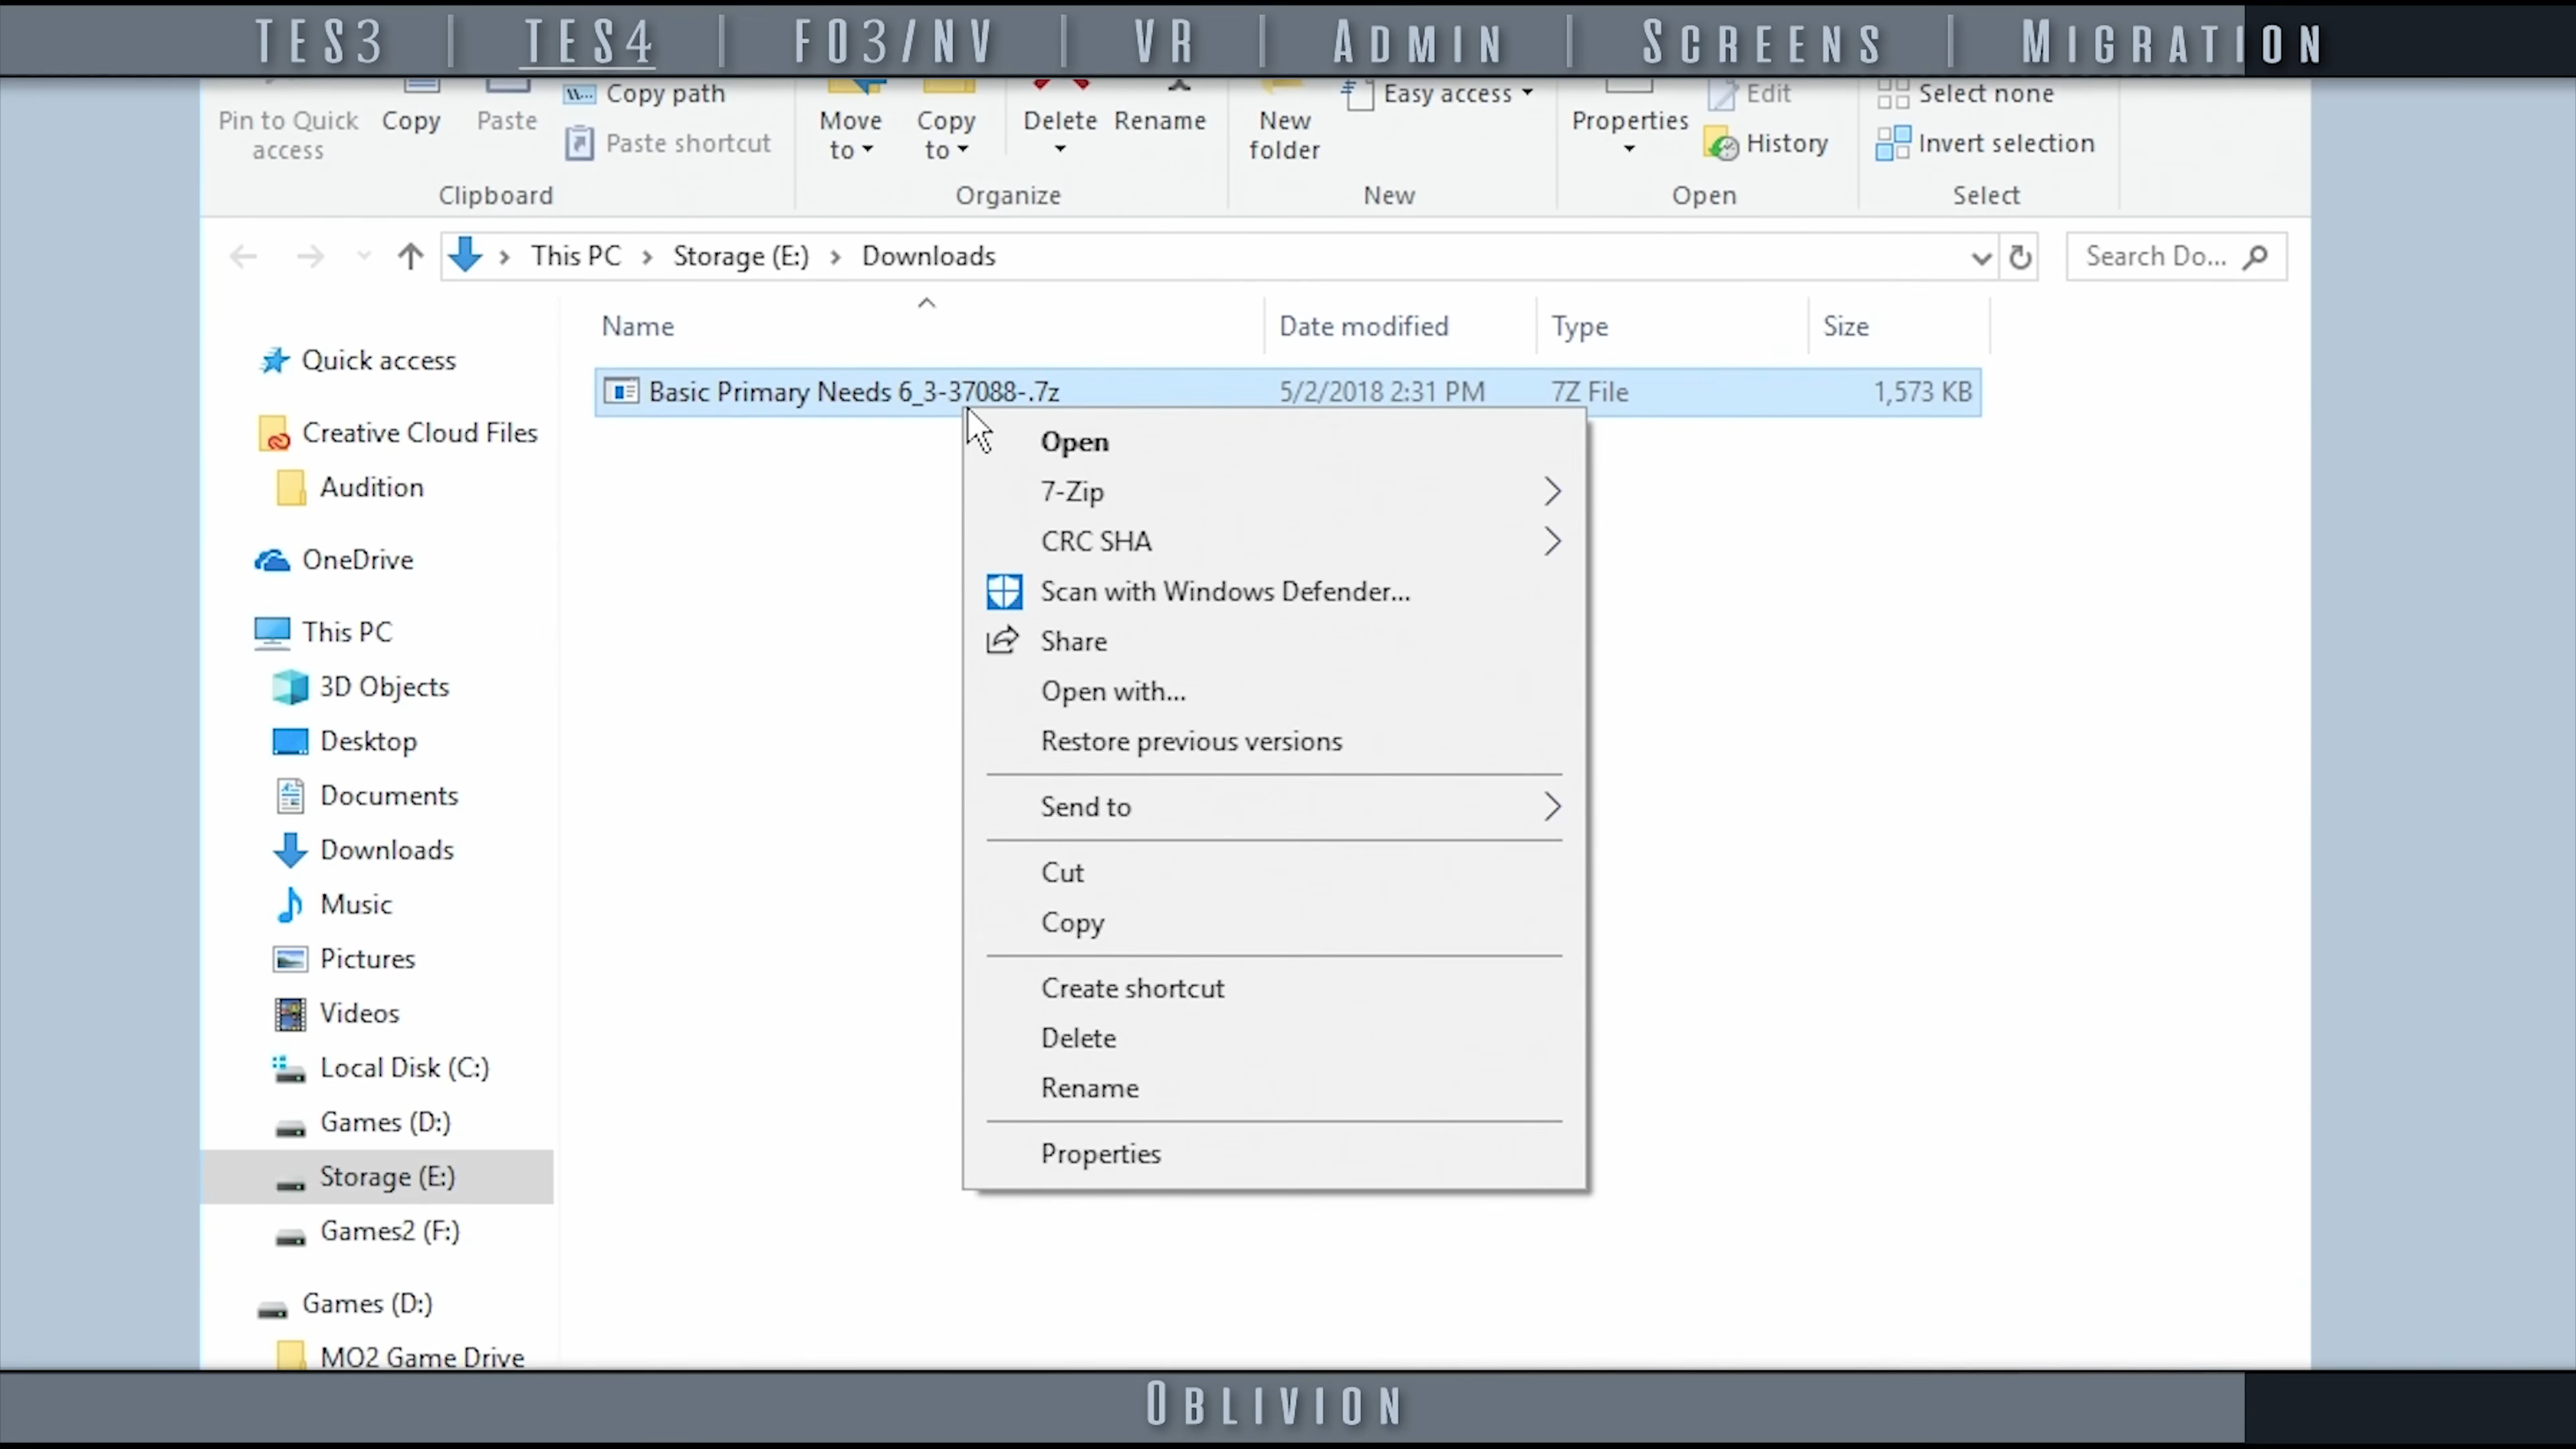 TES3 | TES4 | FO3/NV | VR | Admin | Screens | Migration
Pin to Quick access
Copy
Paste
Copy path
Paste shortcut
Clipboard
Move to
Copy to
Delete
Rename
Organize
New folder
Easy access
New
Properties
Edit
History
Open
Select none
Invert selection
Select
This PC > Storage (E:) > Downloads
Search Do...
Name
Date modified
Type
Size
Basic Primary Needs 6_3-37088-.7z
5/2/2018 2:31 PM
7Z File
1,573 KB
Quick access
Creative Cloud Files
Audition
OneDrive
This PC
3D Objects
Desktop
Documents
Downloads
Music
Pictures
Videos
Local Disk (C:)
Games (D:)
Storage (E:)
Games2 (F:)
Games (D:)
MO2 Game Drive
Open
7-Zip
CRC SHA
Scan with Windows Defender...
Share
Open with...
Restore previous versions
Send to
Cut
Copy
Create shortcut
Delete
Rename
Properties
Oblivion